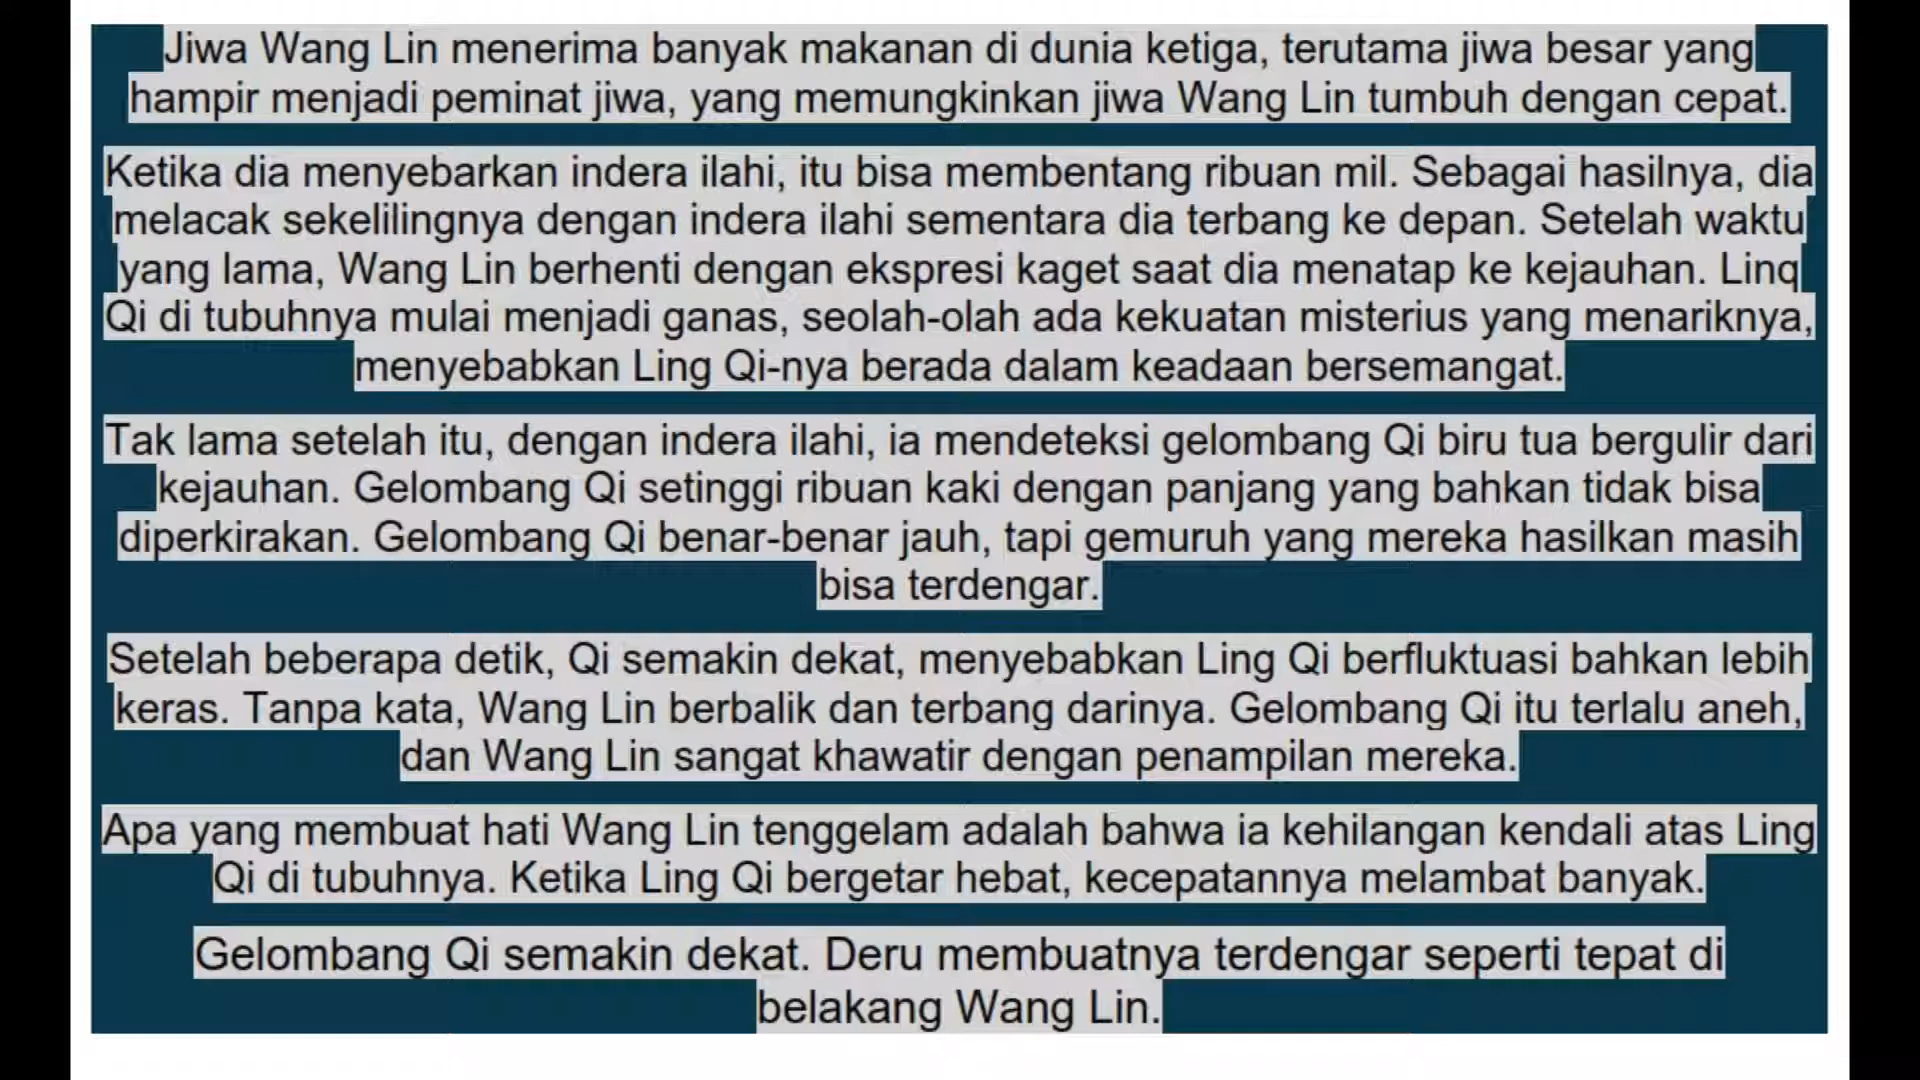 Jiwa Wang Lin menerima banyak makanan di dunia ketiga, terutama jiwa besar yang
hampir menjadi peminat jiwa, yang memungkinkan jiwa Wang Lin tumbuh dengan cepat.
Ketika dia menyebarkan indera ilahi, itu bisa membentang ribuan mil. Sebagai hasilnya, dia
melacak sekelilingnya dengan indera ilahi sementara dia terbang ke depan. Setelah waktu
yang lama, Wang Lin berhenti dengan ekspresi kaget saat dia menatap ke kejauhan. Ling
Qi di tubuhnya mulai menjadi ganas, seolah-olah ada kekuatan misterius yang menariknya,
menyebabkan Ling Qi-nya berada dalam keadaan bersemangat.
Tak lama setelah itu, dengan indera ilahi, ia mendeteksi gelombang Qi biru tua bergulir dari
kejauhan. Gelombang Qi setinggi ribuan kaki dengan panjang yang bahkan tidak bisa
diperkirakan. Gelombang Qi benar-benar jauh, tapi gemuruh yang mereka hasilkan masih
bisa terdengar.
Setelah beberapa detik, Qi semakin dekat, menyebabkan Ling Qi berfluktuasi bahkan lebih
keras. Tanpa kata, Wang Lin berbalik dan terbang darinya. Gelombang Qi itu terlalu aneh,
dan Wang Lin sangat khawatir dengan penampilan mereka.
Apa yang membuat hati Wang Lin tenggelam adalah bahwa ia kehilangan kendali atas Ling
Qi di tubuhnya. Ketika Ling Qi bergetar hebat, kecepatannya melambat banyak.
Gelombang Qi semakin dekat. Deru membuatnya terdengar seperti tepat di
belakang Wang Lin.